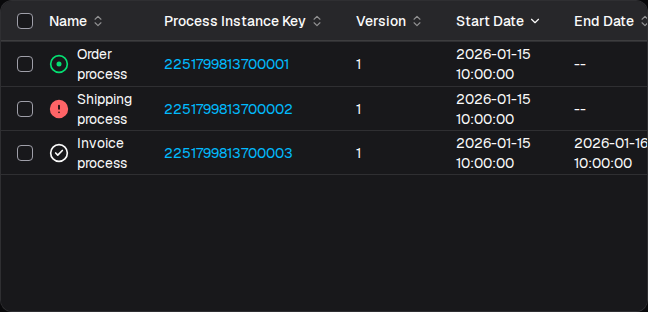 Name Process Instance Key Version Start Date End Date
Order process 2251799813700001 1 2026-01-15 10:00:00 --
Shipping process 2251799813700002 1 2026-01-15 10:00:00 --
Invoice process 2251799813700003 1 2026-01-15 10:00:00 2026-01-16 10:00:00